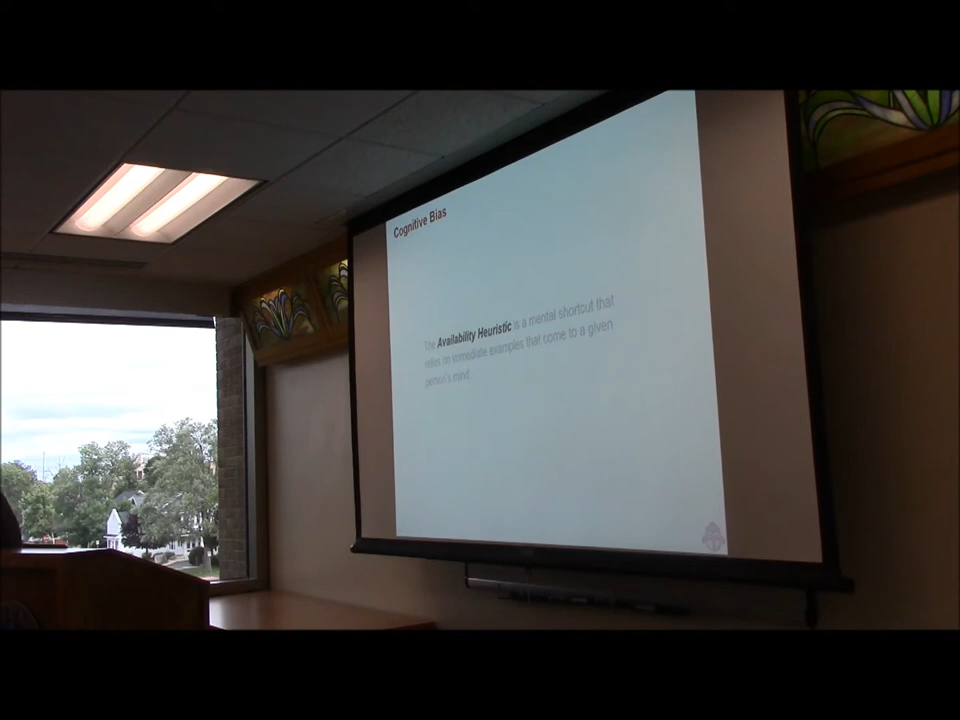 Cognitive Bias
The Availability Heuristic is a mental shortcut that
relies on immediate examples that come to a given
person's mind